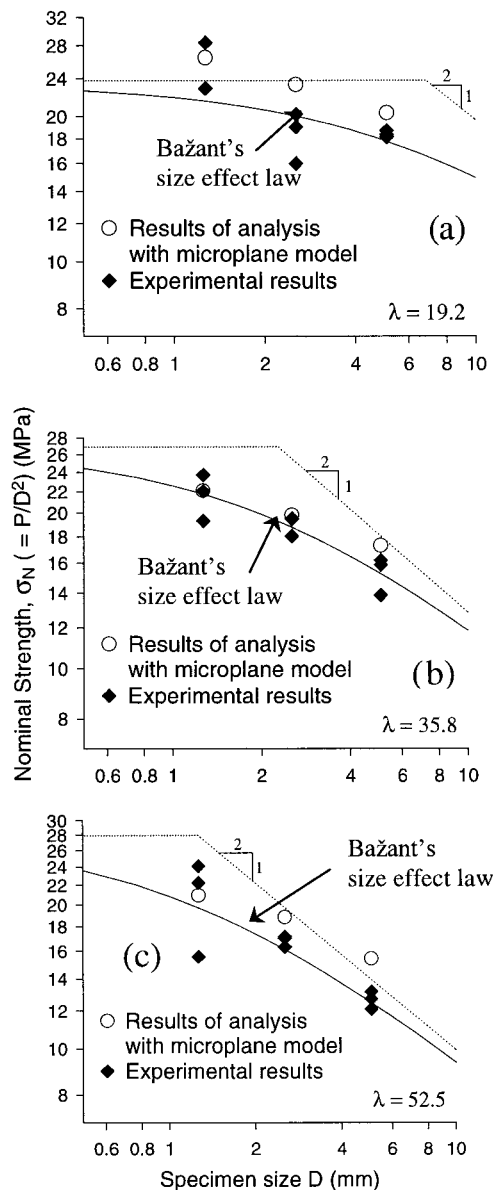 32
28
24
20
18
16
14
12
10
8
2
1
Bažant's
size effect law
Results of analysis
with microplane model
Experimental results
(a)
λ = 19.2
0.6 0.8 1 2 4 6 8 10
Nominal Strength, σN ( = P/D²) (MPa)
28
26
24
22
20
18
16
14
12
10
8
2
1
Bažant's
size effect law
Results of analysis
with microplane model
Experimental results
(b)
λ = 35.8
0.6 0.8 1 2 4 6 8 10
30
28
26
24
22
20
18
16
14
12
10
8
2
1
Bažant's
size effect law
(c)
Results of analysis
with microplane model
Experimental results
λ = 52.5
0.6 0.8 1 2 4 6 8 10
Specimen size D (mm)